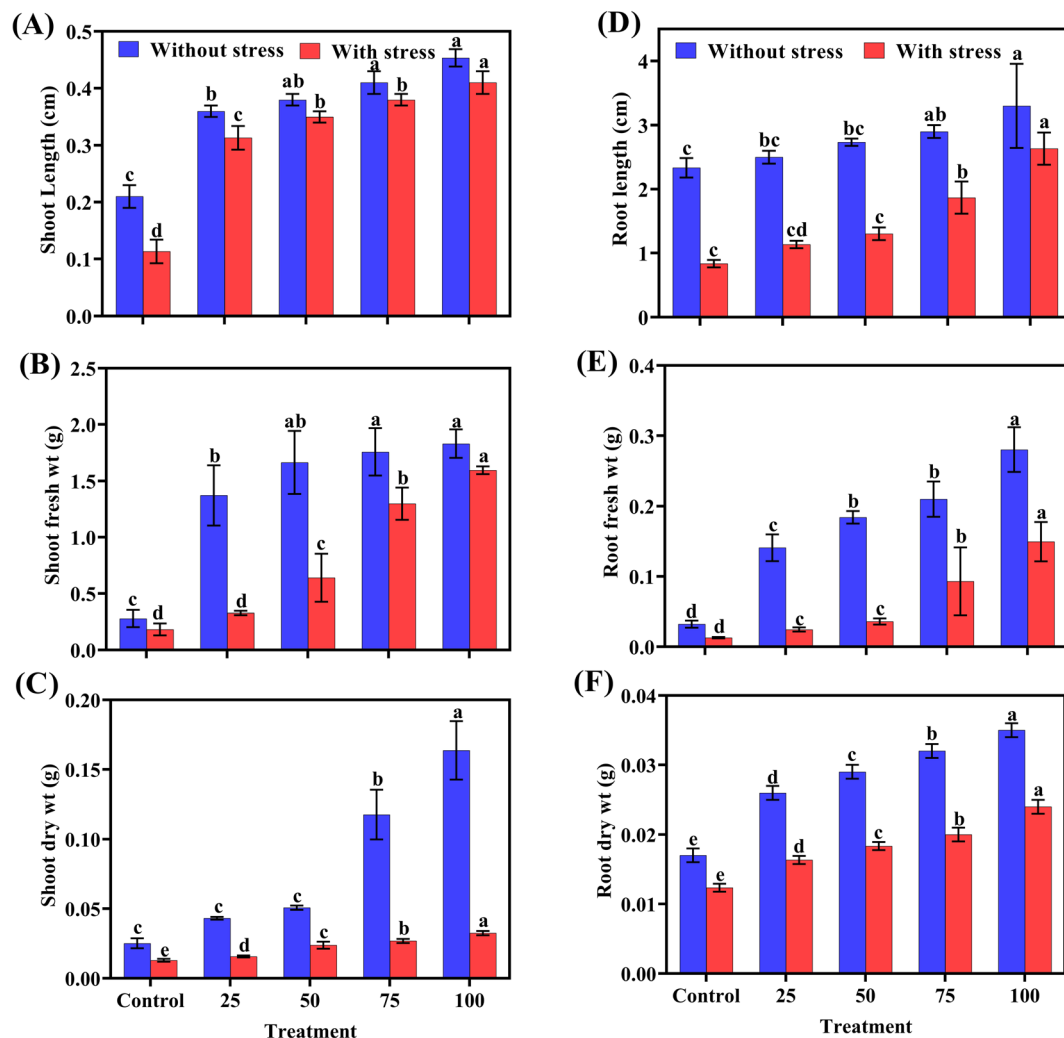 (A)
Shoot Length (cm)
0.5
0.4
0.3
0.2
0.1
0.0
Without stress With stress
c d b c ab b a b a a
(D)
Root length (cm)
4
3
2
1
0
Without stress With stress
c c bc cd bc c ab b a a
(B)
Shoot fresh wt (g)
2.5
2.0
1.5
1.0
0.5
0.0
c d a d ab c a b a a
(E)
Root fresh wt (g)
0.4
0.3
0.2
0.1
0.0
d d c c b c b b a a
(C)
Shoot dry wt (g)
0.20
0.15
0.10
0.05
0.00
c e c d c c b b a a
Control 25 50 75 100
Treatment
(F)
Root dry wt (g)
0.04
0.03
0.02
0.01
0.00
e e d d c c b b a a
Control 25 50 75 100
Treatment